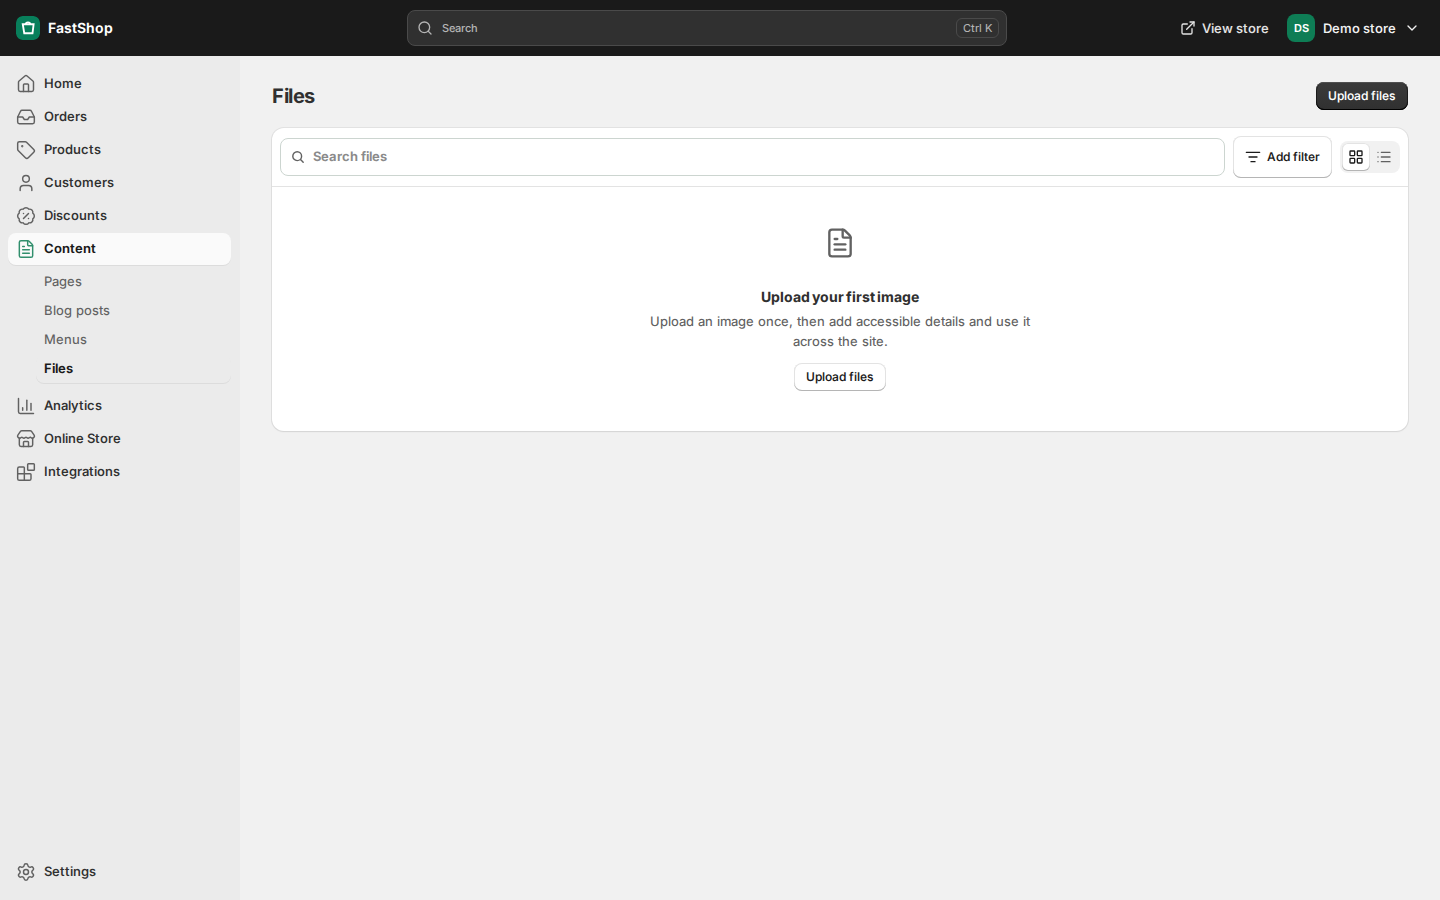 FastShop
Search
Ctrl K
View store
DS
Demo store
Home
Orders
Products
Customers
Discounts
Content
Pages
Blog posts
Menus
Files
Analytics
Online Store
Integrations
Settings
Files
Upload files
Search files
Add filter
Upload your first image
Upload an image once, then add accessible details and use it
across the site.
Upload files